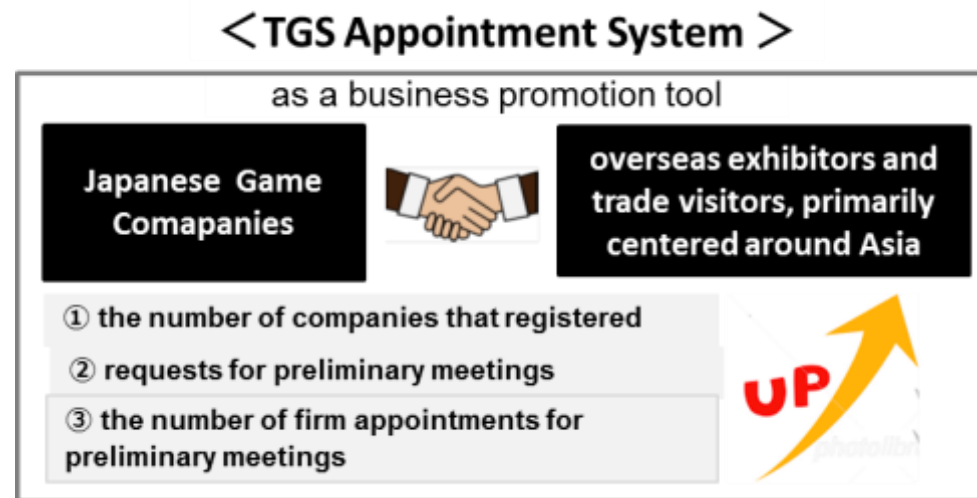 ＜TGS Appointment System ＞
as a business promotion tool
Japanese Game
Comapanies
overseas exhibitors and
trade visitors, primarily
centered around Asia
① the number of companies that registered
② requests for preliminary meetings
③ the number of firm appointments for
preliminary meetings
UP